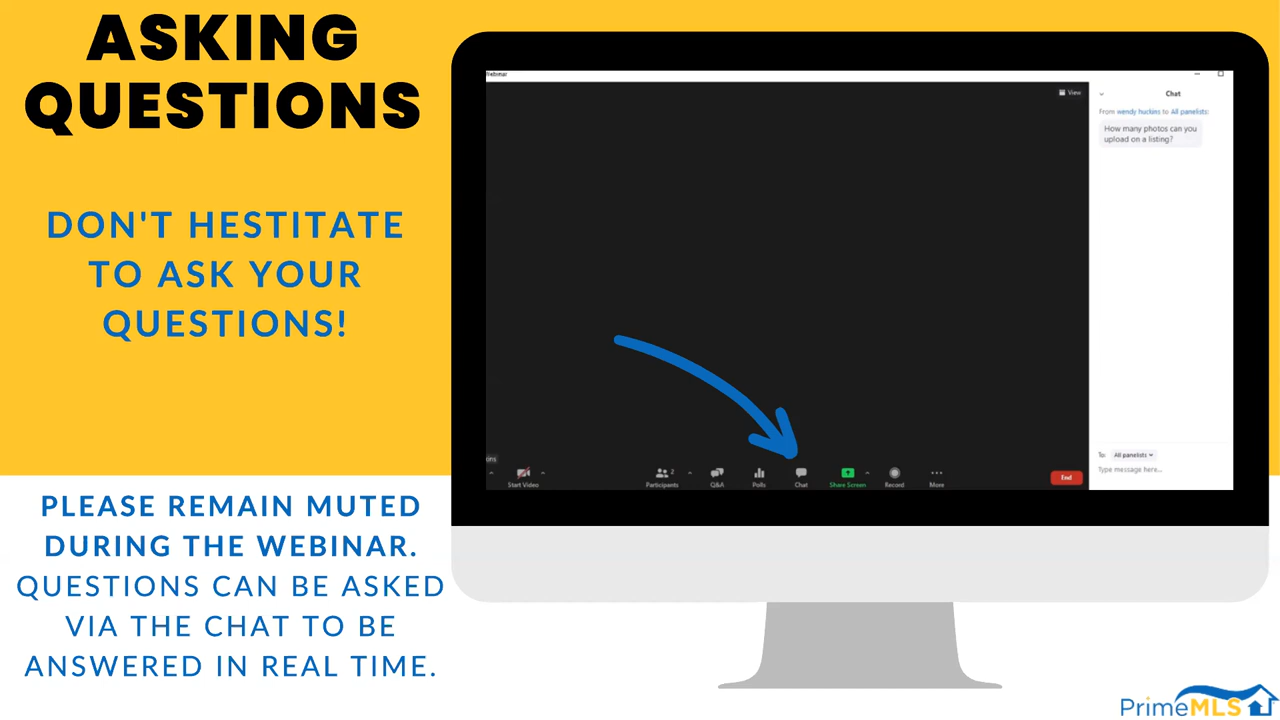 ASKING
QUESTIONS
DON'T HESTITATE
TO ASK YOUR
QUESTIONS!
PLEASE REMAIN MUTED
DURING THE WEBINAR.
QUESTIONS CAN BE ASKED
VIA THE CHAT TO BE
ANSWERED IN REAL TIME.
Webinar
View
Chat
From wendy huckins to All panelists:
How many photos can you
upload on a listing?
To: All panelists
Type message here...
Start Video
Participants 2
Q&A
Polls
Chat
Share Screen
Record
More
End
PrimeMLS